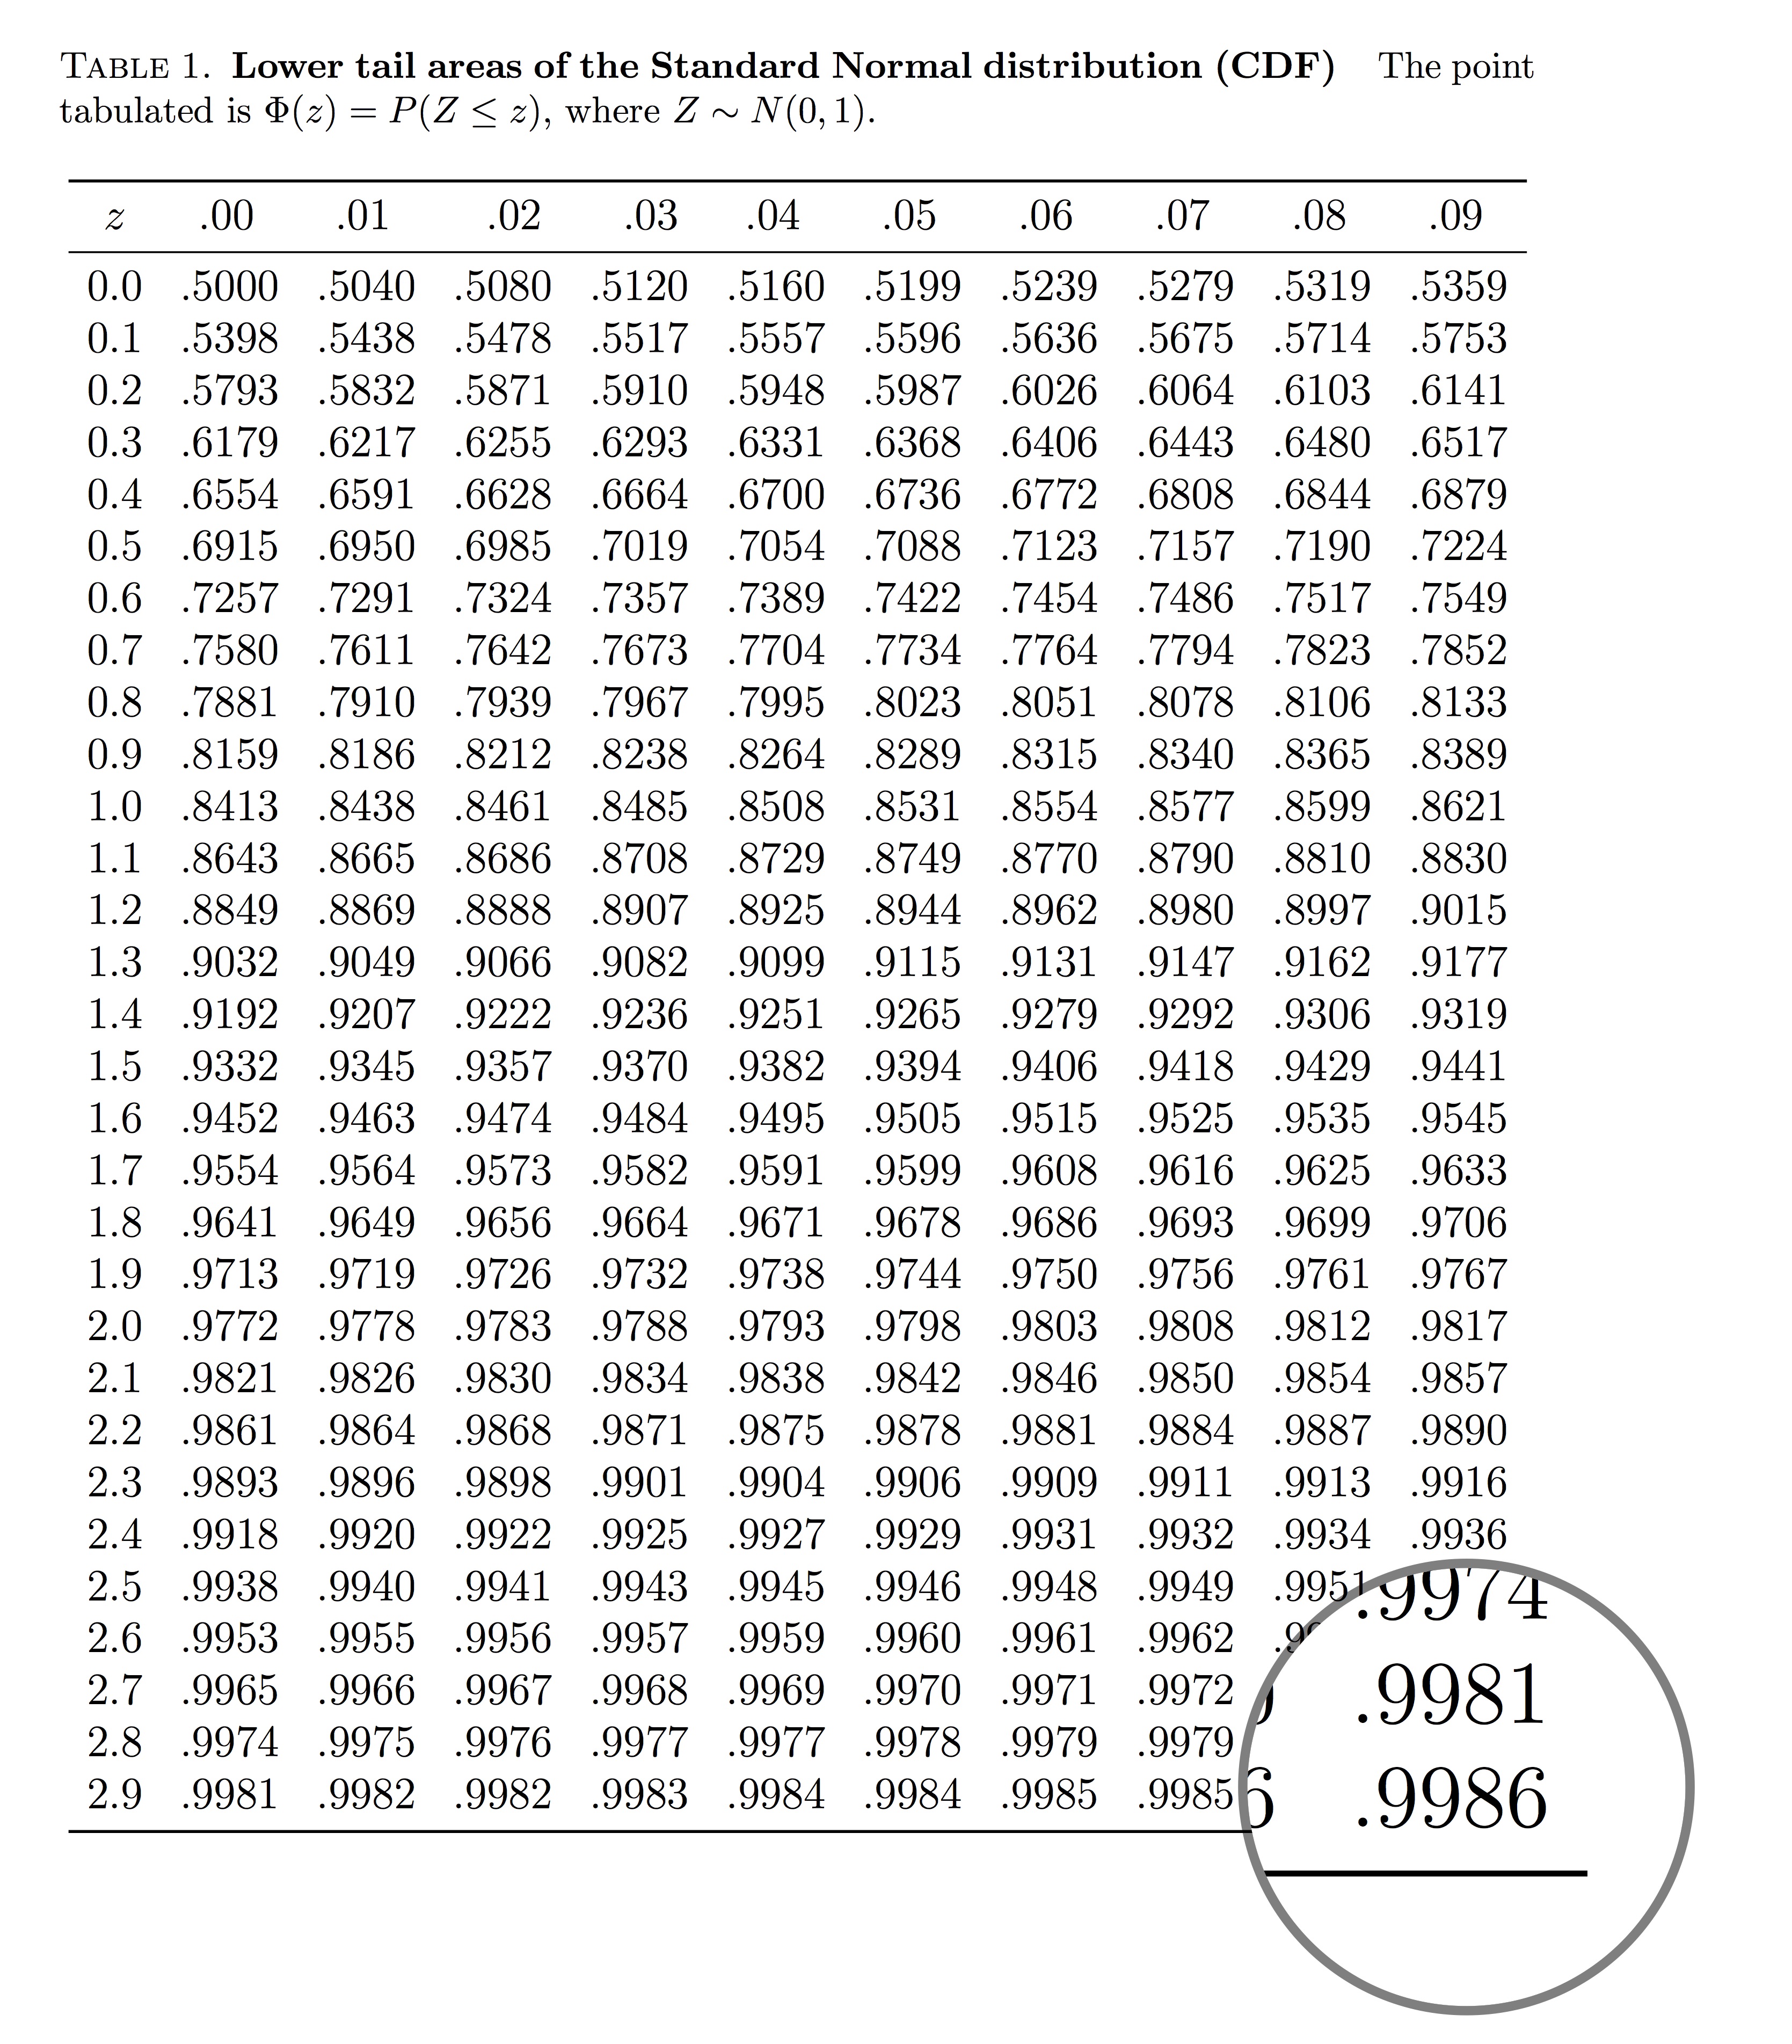 TABLE 1. Lower tail areas of the Standard Normal distribution (CDF) The point
tabulated is Φ(z) = P(Z ≤ z), where Z ∼ N(0, 1).
z .00 .01 .02 .03 .04 .05 .06 .07 .08 .09
0.0 .5000 .5040 .5080 .5120 .5160 .5199 .5239 .5279 .5319 .5359
0.1 .5398 .5438 .5478 .5517 .5557 .5596 .5636 .5675 .5714 .5753
0.2 .5793 .5832 .5871 .5910 .5948 .5987 .6026 .6064 .6103 .6141
0.3 .6179 .6217 .6255 .6293 .6331 .6368 .6406 .6443 .6480 .6517
0.4 .6554 .6591 .6628 .6664 .6700 .6736 .6772 .6808 .6844 .6879
0.5 .6915 .6950 .6985 .7019 .7054 .7088 .7123 .7157 .7190 .7224
0.6 .7257 .7291 .7324 .7357 .7389 .7422 .7454 .7486 .7517 .7549
0.7 .7580 .7611 .7642 .7673 .7704 .7734 .7764 .7794 .7823 .7852
0.8 .7881 .7910 .7939 .7967 .7995 .8023 .8051 .8078 .8106 .8133
0.9 .8159 .8186 .8212 .8238 .8264 .8289 .8315 .8340 .8365 .8389
1.0 .8413 .8438 .8461 .8485 .8508 .8531 .8554 .8577 .8599 .8621
1.1 .8643 .8665 .8686 .8708 .8729 .8749 .8770 .8790 .8810 .8830
1.2 .8849 .8869 .8888 .8907 .8925 .8944 .8962 .8980 .8997 .9015
1.3 .9032 .9049 .9066 .9082 .9099 .9115 .9131 .9147 .9162 .9177
1.4 .9192 .9207 .9222 .9236 .9251 .9265 .9279 .9292 .9306 .9319
1.5 .9332 .9345 .9357 .9370 .9382 .9394 .9406 .9418 .9429 .9441
1.6 .9452 .9463 .9474 .9484 .9495 .9505 .9515 .9525 .9535 .9545
1.7 .9554 .9564 .9573 .9582 .9591 .9599 .9608 .9616 .9625 .9633
1.8 .9641 .9649 .9656 .9664 .9671 .9678 .9686 .9693 .9699 .9706
1.9 .9713 .9719 .9726 .9732 .9738 .9744 .9750 .9756 .9761 .9767
2.0 .9772 .9778 .9783 .9788 .9793 .9798 .9803 .9808 .9812 .9817
2.1 .9821 .9826 .9830 .9834 .9838 .9842 .9846 .9850 .9854 .9857
2.2 .9861 .9864 .9868 .9871 .9875 .9878 .9881 .9884 .9887 .9890
2.3 .9893 .9896 .9898 .9901 .9904 .9906 .9909 .9911 .9913 .9916
2.4 .9918 .9920 .9922 .9925 .9927 .9929 .9931 .9932 .9934 .9936
2.5 .9938 .9940 .9941 .9943 .9945 .9946 .9948 .9949 .9951 .9974
2.6 .9953 .9955 .9956 .9957 .9959 .9960 .9961 .9962
2.7 .9965 .9966 .9967 .9968 .9969 .9970 .9971 .9972 .9981
2.8 .9974 .9975 .9976 .9977 .9977 .9978 .9979 .9979
2.9 .9981 .9982 .9982 .9983 .9984 .9984 .9985 .9985 6 .9986